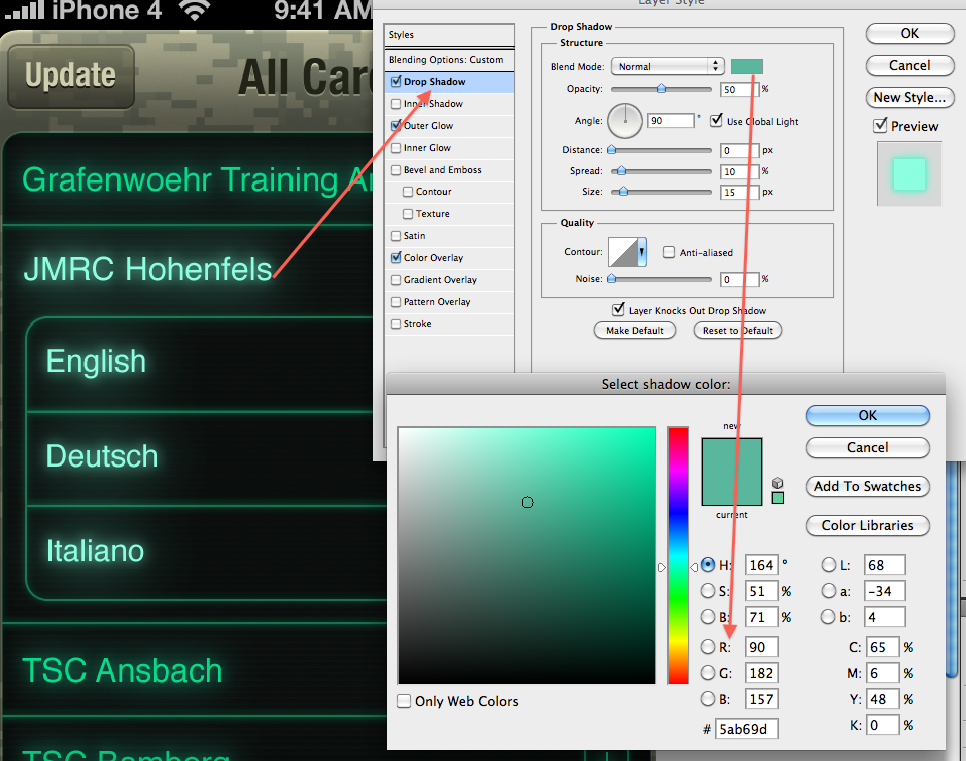 iPhone 4
9:41 AM
Update
All Car
Grafenwoehr Training Ar
JMRC Hohenfels
English
Deutsch
Italiano
TSC Ansbach
TSC Bamberg
Layer Style
Styles
Blending Options: Custom
Drop Shadow
Inner Shadow
Outer Glow
Inner Glow
Bevel and Emboss
Contour
Texture
Satin
Color Overlay
Gradient Overlay
Pattern Overlay
Stroke
Drop Shadow
Structure
Blend Mode: Normal
Opacity: 50 %
Angle: 90 ° Use Global Light
Distance: 0 px
Spread: 10 %
Size: 15 px
Quality
Contour: Anti-aliased
Noise: 0 %
Layer Knocks Out Drop Shadow
Make Default Reset to Default
OK
Cancel
New Style...
Preview
Select shadow color:
new
current
OK
Cancel
Add To Swatches
Color Libraries
H: 164 ° L: 68
S: 51 % a: -34
B: 71 % b: 4
R: 90 C: 65 %
G: 182 M: 6 %
B: 157 Y: 48 %
# 5ab69d K: 0 %
Only Web Colors